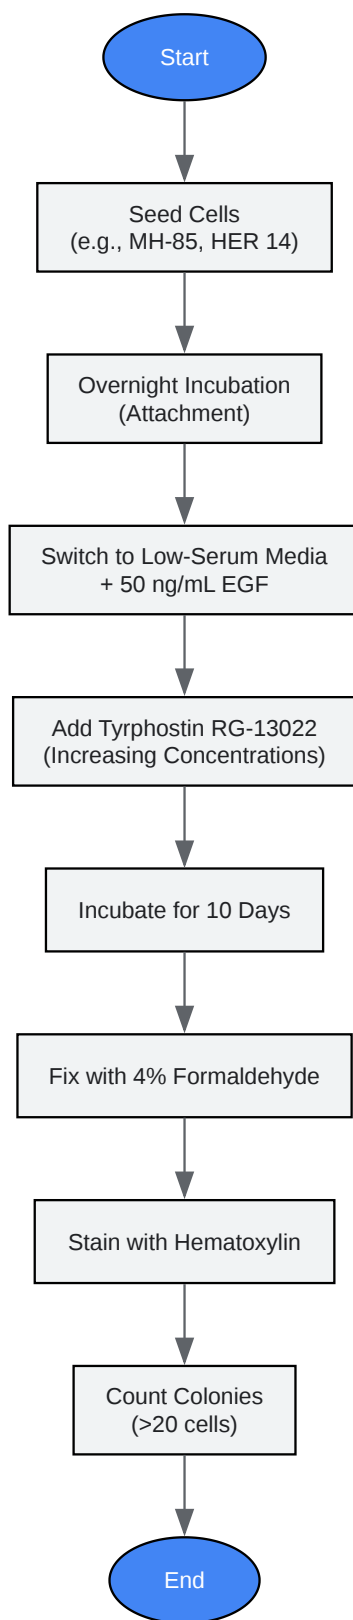 Start
Seed Cells
(e.g., MH-85, HER 14)
Overnight Incubation
(Attachment)
Switch to Low-Serum Media
+ 50 ng/mL EGF
Add Tyrphostin RG-13022
(Increasing Concentrations)
Incubate for 10 Days
Fix with 4% Formaldehyde
Stain with Hematoxylin
Count Colonies
(>20 cells)
End